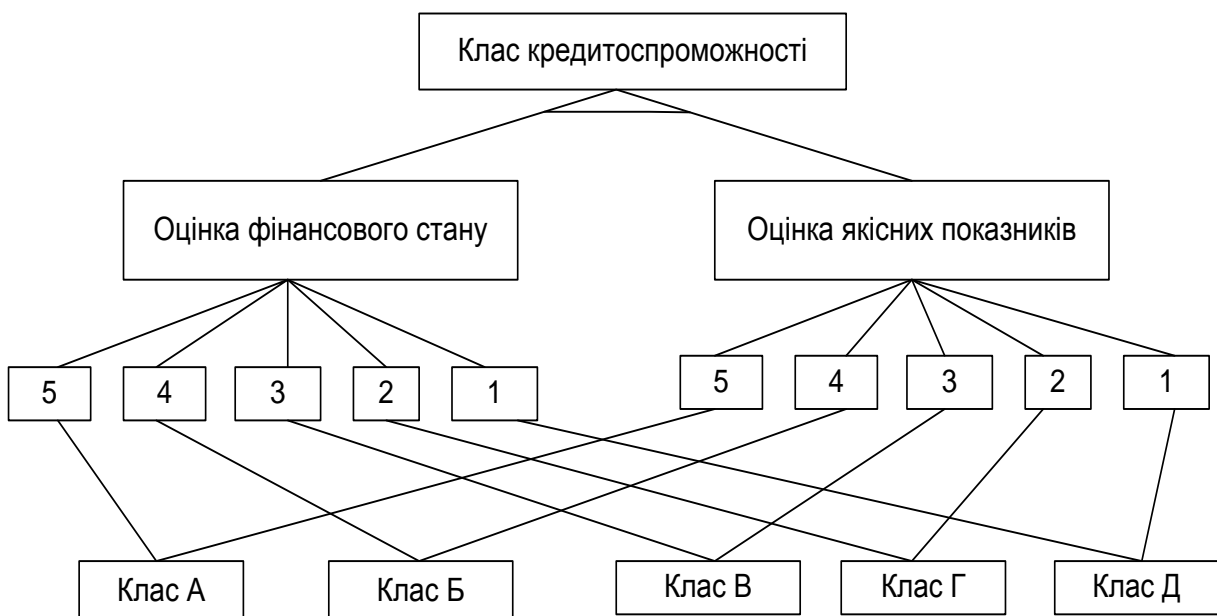 Клас кредитоспроможності
Оцінка фінансового стану
Оцінка якісних показників
5 4 3 2 1
5 4 3 2 1
Клас А
Клас Б
Клас В
Клас Г
Клас Д